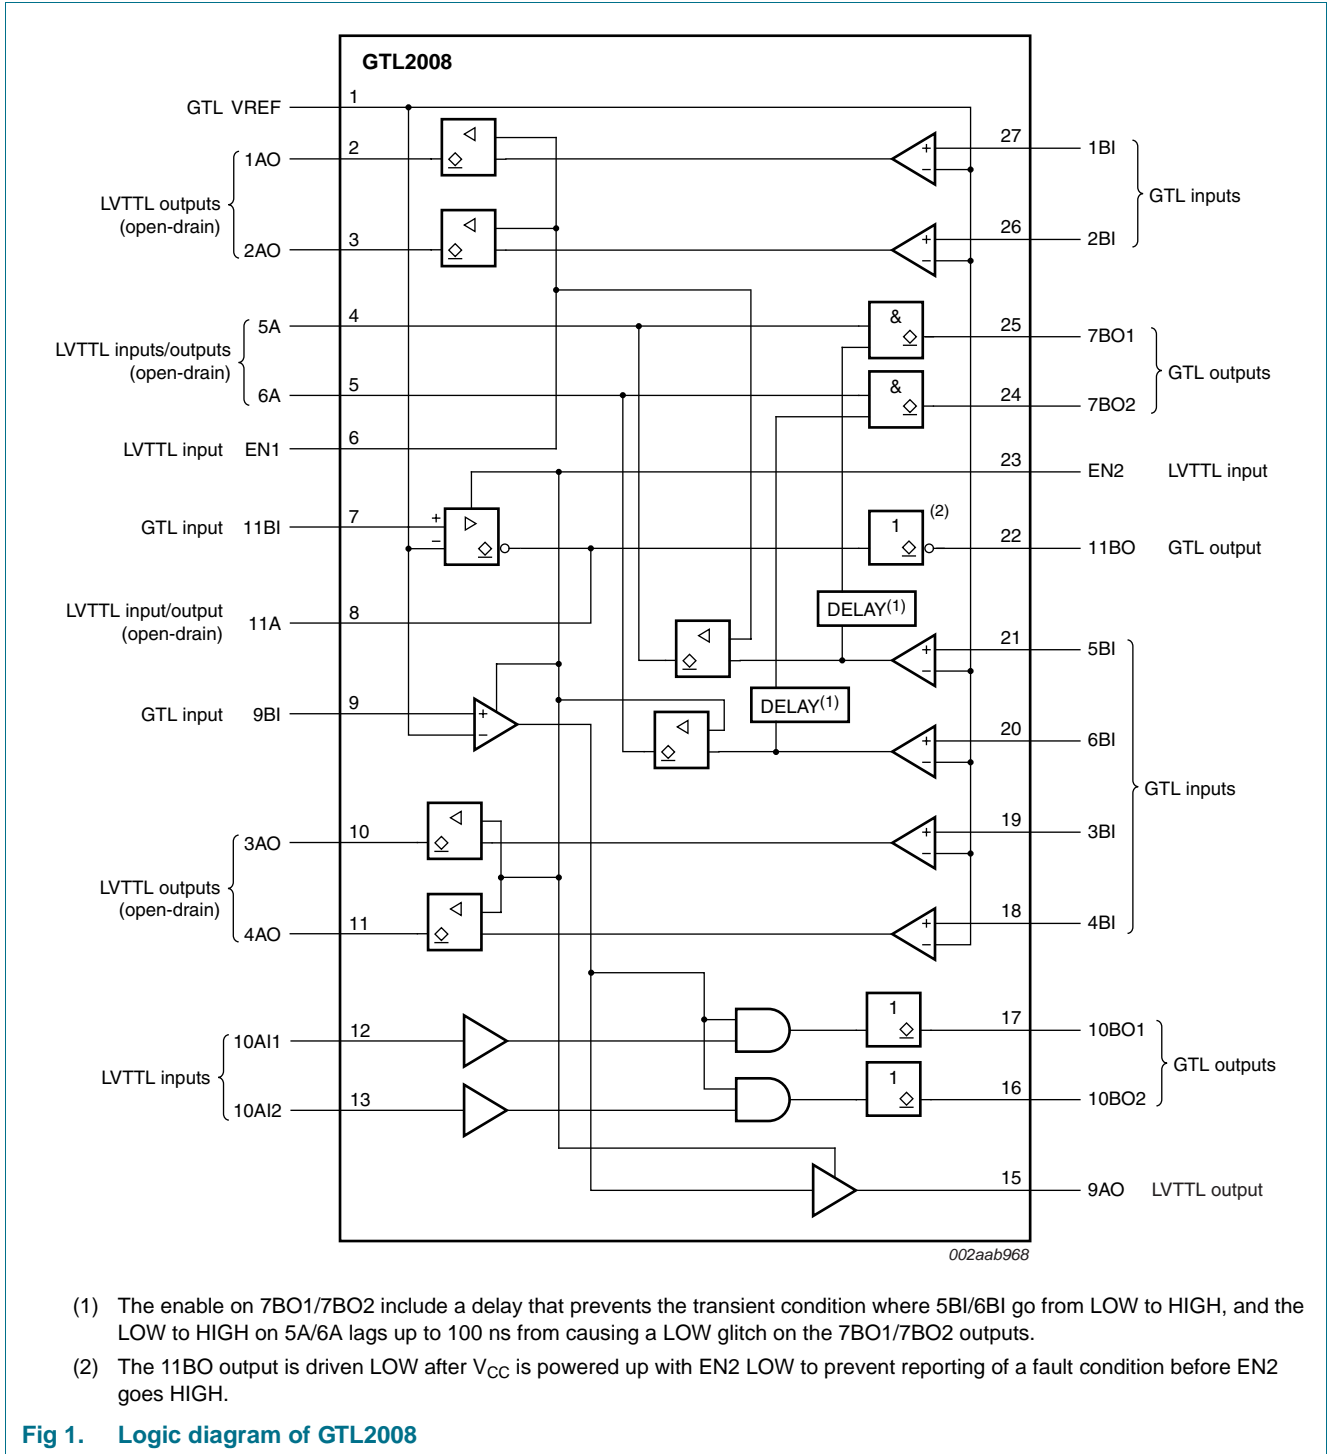 GTL2008
GTL VREF
1
1AO
2
LVTTL outputs
(open-drain)
2AO
3
27
1BI
GTL inputs
26
2BI
+
−
+
−
5A
4
LVTTL inputs/outputs
(open-drain)
6A
5
&
25
7BO1
GTL outputs
&
24
7BO2
LVTTL input EN1
6
23
EN2 LVTTL input
GTL input 11BI
7
+
−
1
(2)
22
11BO GTL output
LVTTL input/output
(open-drain)
11A
8
DELAY(1)
21
5BI
+
−
GTL input 9BI
9
+
−
DELAY(1)
20
6BI
+
−
GTL inputs
3AO
10
LVTTL outputs
(open-drain)
4AO
11
19
3BI
+
−
18
4BI
+
−
10AI1
12
LVTTL inputs
10AI2
13
1
17
10BO1
GTL outputs
1
16
10BO2
15
9AO LVTTL output
002aab968
(1) The enable on 7BO1/7BO2 include a delay that prevents the transient condition where 5BI/6BI go from LOW to HIGH, and the
LOW to HIGH on 5A/6A lags up to 100 ns from causing a LOW glitch on the 7BO1/7BO2 outputs.
(2) The 11BO output is driven LOW after VCC is powered up with EN2 LOW to prevent reporting of a fault condition before EN2
goes HIGH.
Fig 1. Logic diagram of GTL2008